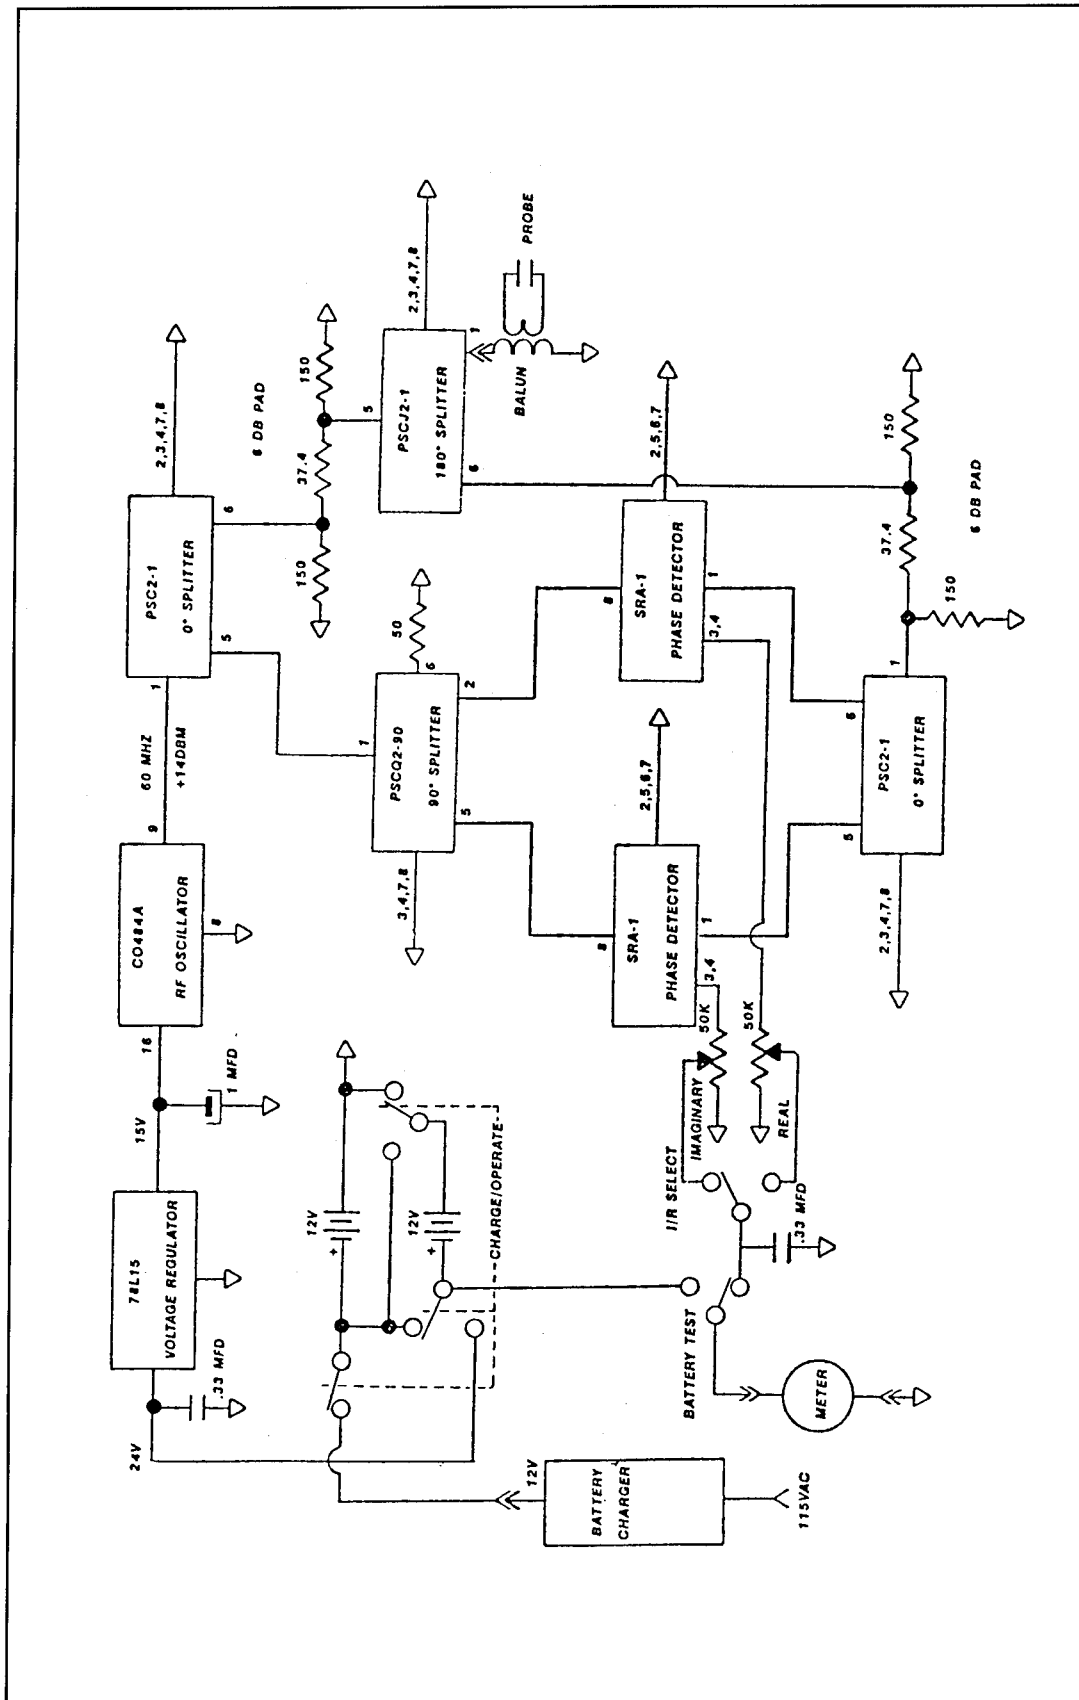 24V
.33 MFD
78L15
VOLTAGE REGULATOR
15V
1 MFD
16
CO484A
RF OSCILLATOR
8
9
60 MHZ
+14DBM
1
PSC2-1
0° SPLITTER
2,3,4,7,8
5
6
150
37.4
150
6 DB PAD
5
PSCJ2-1
180° SPLITTER
2,3,4,7,8
6
1
BALUN
PROBE
1
PSCQ2-90
90° SPLITTER
3,4,7,8
6
50
5
2
12V
+
12V
+
CHARGE/OPERATE
8
SRA-1
PHASE DETECTOR
2,5,6,7
3,4
1
8
SRA-1
PHASE DETECTOR
2,5,6,7
3,4
1
50K
50K
IMAGINARY
REAL
I/R SELECT
.33 MFD
BATTERY TEST
METER
12V
BATTERY
CHARGER
115VAC
5
6
PSC2-1
0° SPLITTER
2,3,4,7,8
1
150
37.4
150
6 DB PAD